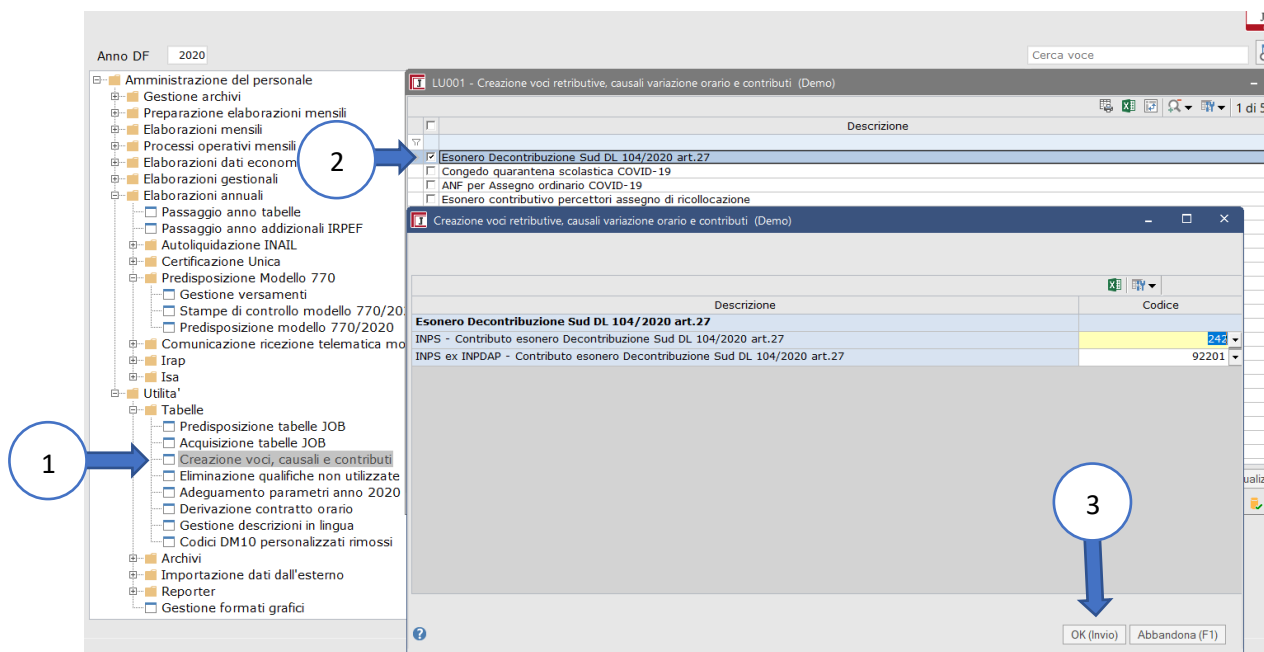 Anno DF 2020
Cerca voce
Amministrazione del personale
Gestione archivi
Preparazione elaborazioni mensili
Elaborazioni mensili
Processi operativi mensili
Elaborazioni dati econom
Elaborazioni gestionali
Elaborazioni annuali
Passaggio anno tabelle
Passaggio anno addizionali IRPEF
Autoliquidazione INAIL
Certificazione Unica
Predisposizione Modello 770
Gestione versamenti
Stampe di controllo modello 770/20
Predisposizione modello 770/2020
Comunicazione ricezione telematica mo
Irap
Isa
Utilita'
Tabelle
Predisposizione tabelle JOB
Acquisizione tabelle JOB
Creazione voci, causali e contributi
Eliminazione qualifiche non utilizzate
Adeguamento parametri anno 2020
Derivazione contratto orario
Gestione descrizioni in lingua
Codici DM10 personalizzati rimossi
Archivi
Importazione dati dall'esterno
Reporter
Gestione formati grafici
1
2
LU001 - Creazione voci retributive, causali variazione orario e contributi (Demo)
1 di 5
Descrizione
Esonero Decontribuzione Sud DL 104/2020 art.27
Congedo quarantena scolastica COVID-19
ANF per Assegno ordinario COVID-19
Esonero contributivo percettori assegno di ricollocazione
Creazione voci retributive, causali variazione orario e contributi (Demo)
Descrizione Codice
Esonero Decontribuzione Sud DL 104/2020 art.27
INPS - Contributo esonero Decontribuzione Sud DL 104/2020 art.27 242
INPS ex INPDAP - Contributo esonero Decontribuzione Sud DL 104/2020 art.27 92201
ualiz
3
OK (Invio) Abbandona (F1)